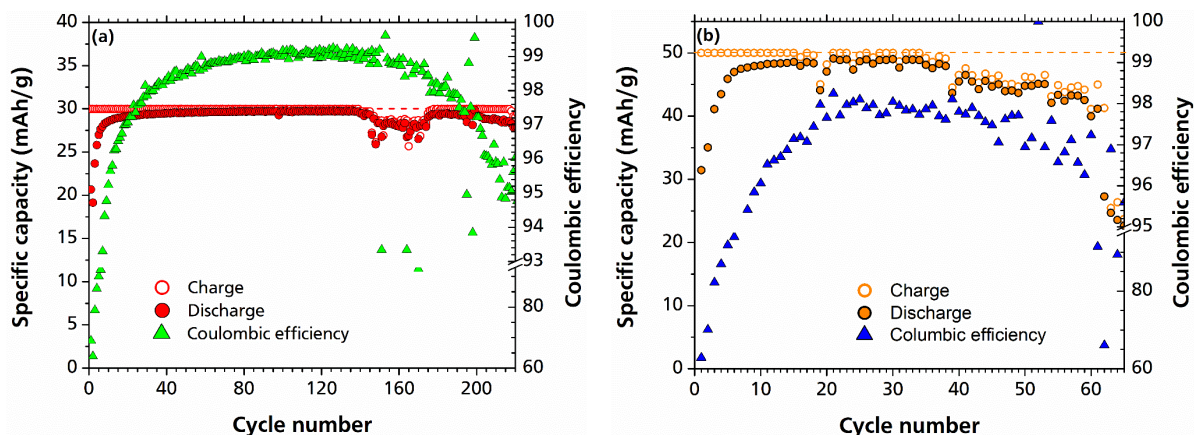 (a)
Specific capacity (mAh/g)
40
35
30
25
20
15
10
5
0
0 40 80 120 160 200
Cycle number
100
99
98
97
96
95
94
93
80
60
Coulombic efficiency
Charge
Discharge
Coulombic efficiency
(b)
Specific capacity (mAh/g)
50
40
30
20
10
0
0 10 20 30 40 50 60
Cycle number
100
99
98
97
96
95
80
60
Coulombic efficiency
Charge
Discharge
Columbic efficiency